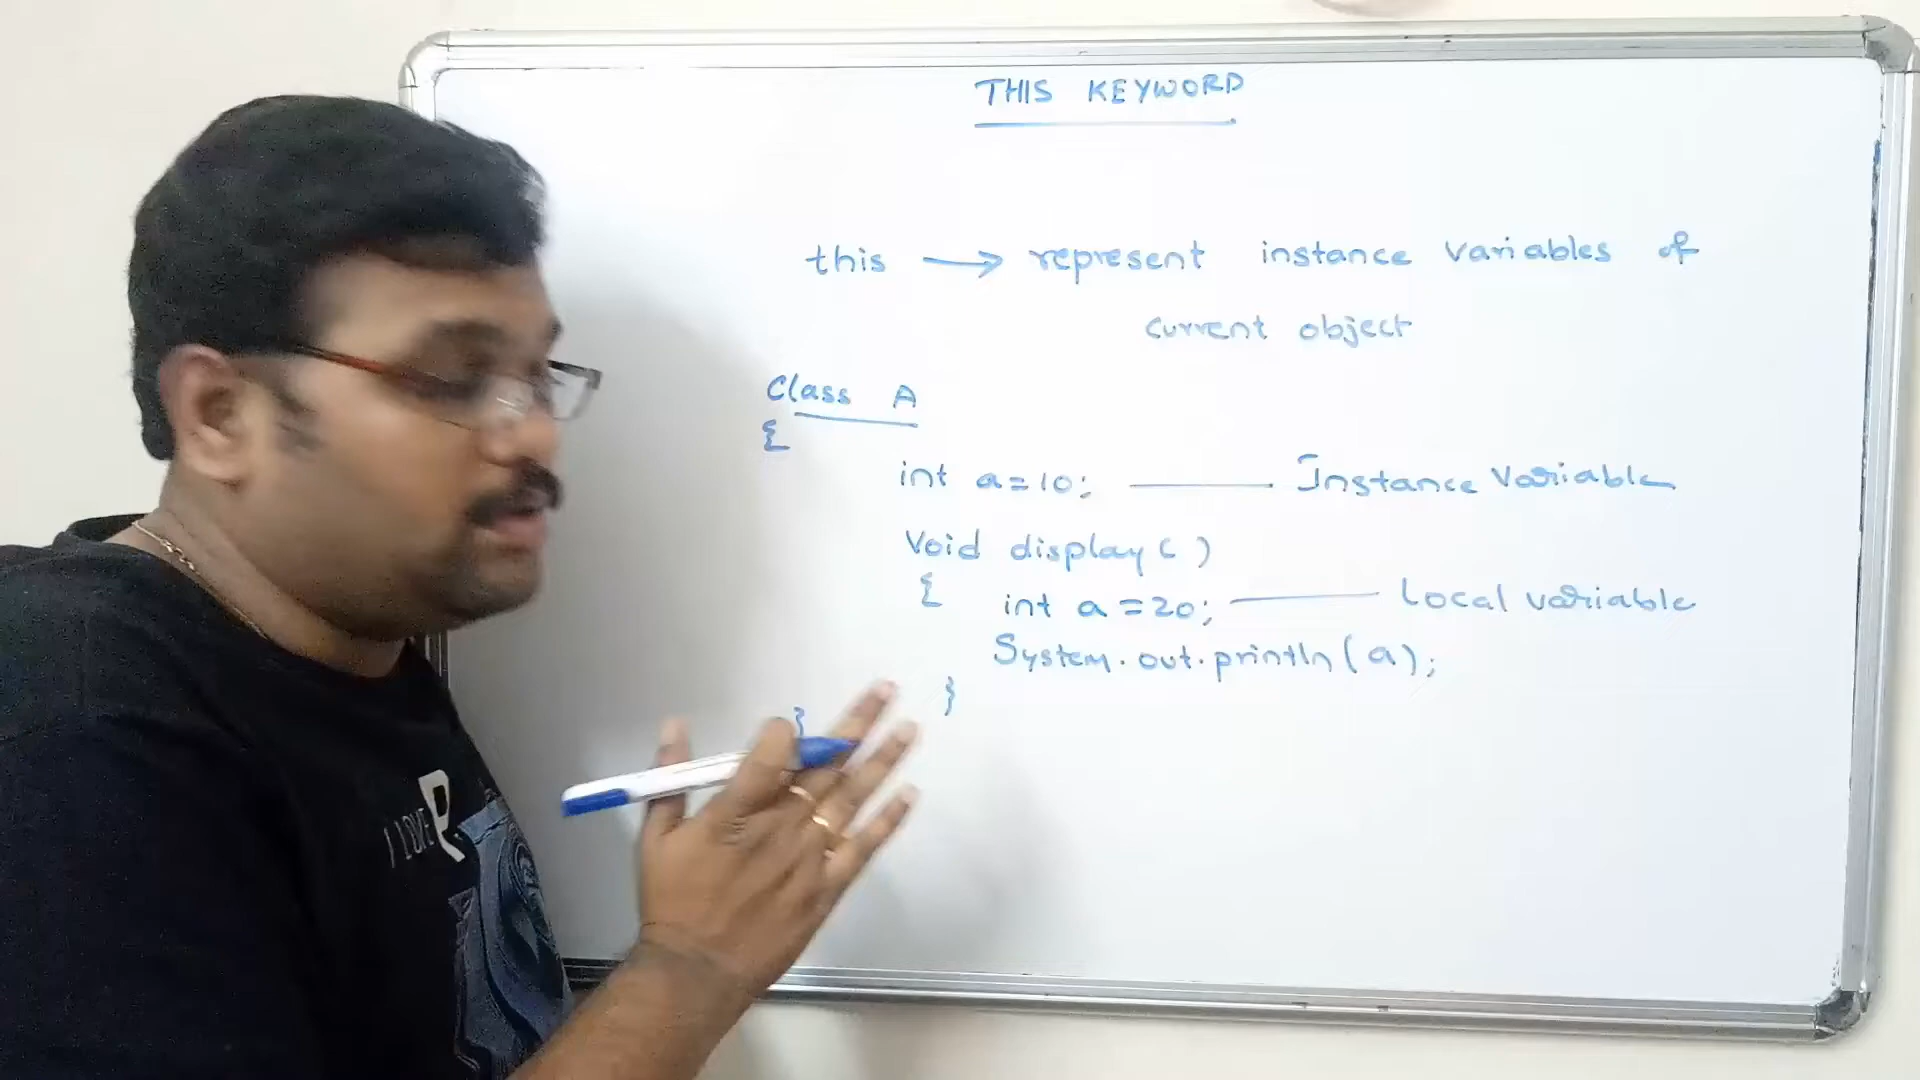 THIS KEYWORD
this → represent instance variables of
current object
Class A
{
int a=10; —— Instance Variable
Void display( )
{ int a=20; —— Local variable
System.out.println(a);
}
}
I LOVE